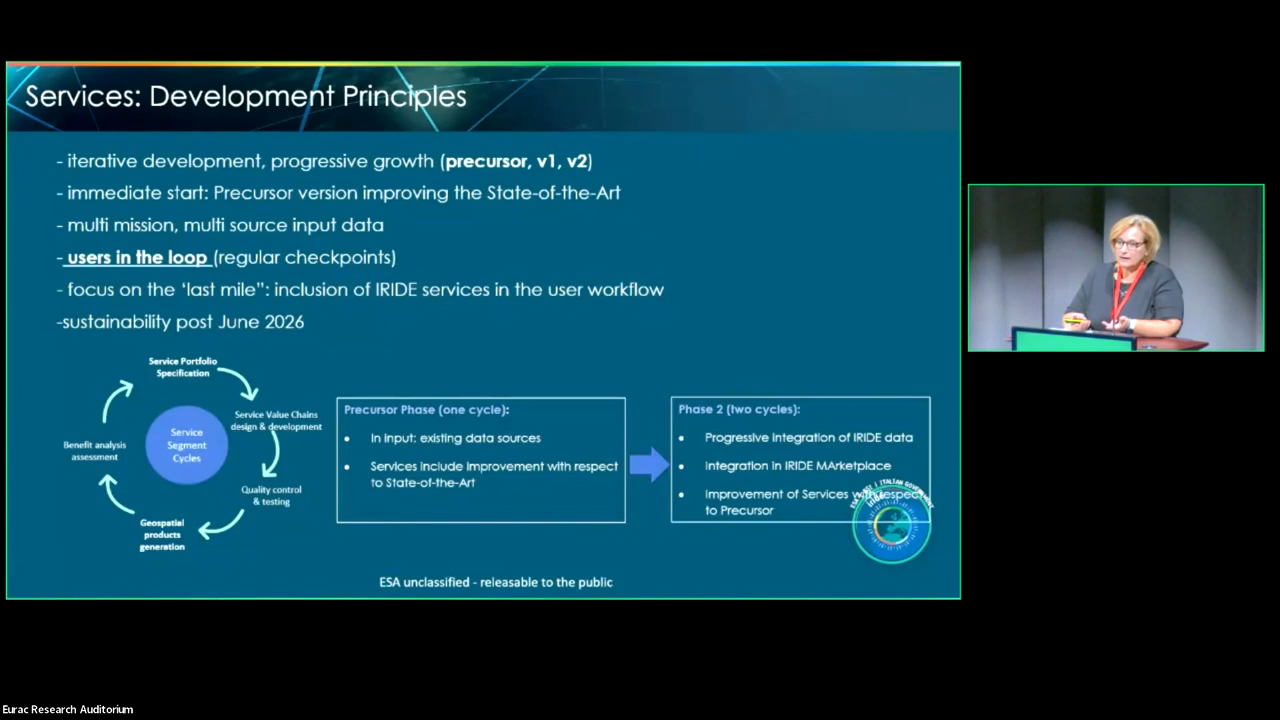 Services: Development Principles
- iterative development, progressive growth (precursor, v1, v2)
- immediate start: Precursor version improving the State-of-the-Art
- multi mission, multi source input data
- users in the loop (regular checkpoints)
- focus on the ‘last mile”: inclusion of IRIDE services in the user workflow
-sustainability post June 2026
Service Portfolio
Specification
Service Value Chains
design & development
Quality control
& testing
Geospatial
products
generation
Benefit analysis
assessment
Service
Segment
Cycles
Precursor Phase (one cycle):
• In input: existing data sources
• Services include improvement with respect
to State-of-the-Art
Phase 2 (two cycles):
• Progressive integration of IRIDE data
• Integration in IRIDE MArketplace
• Improvement of Services with respect
to Precursor
ITALIAN GOVERNMENT
ESA unclassified - releasable to the public
Eurac Research Auditorium